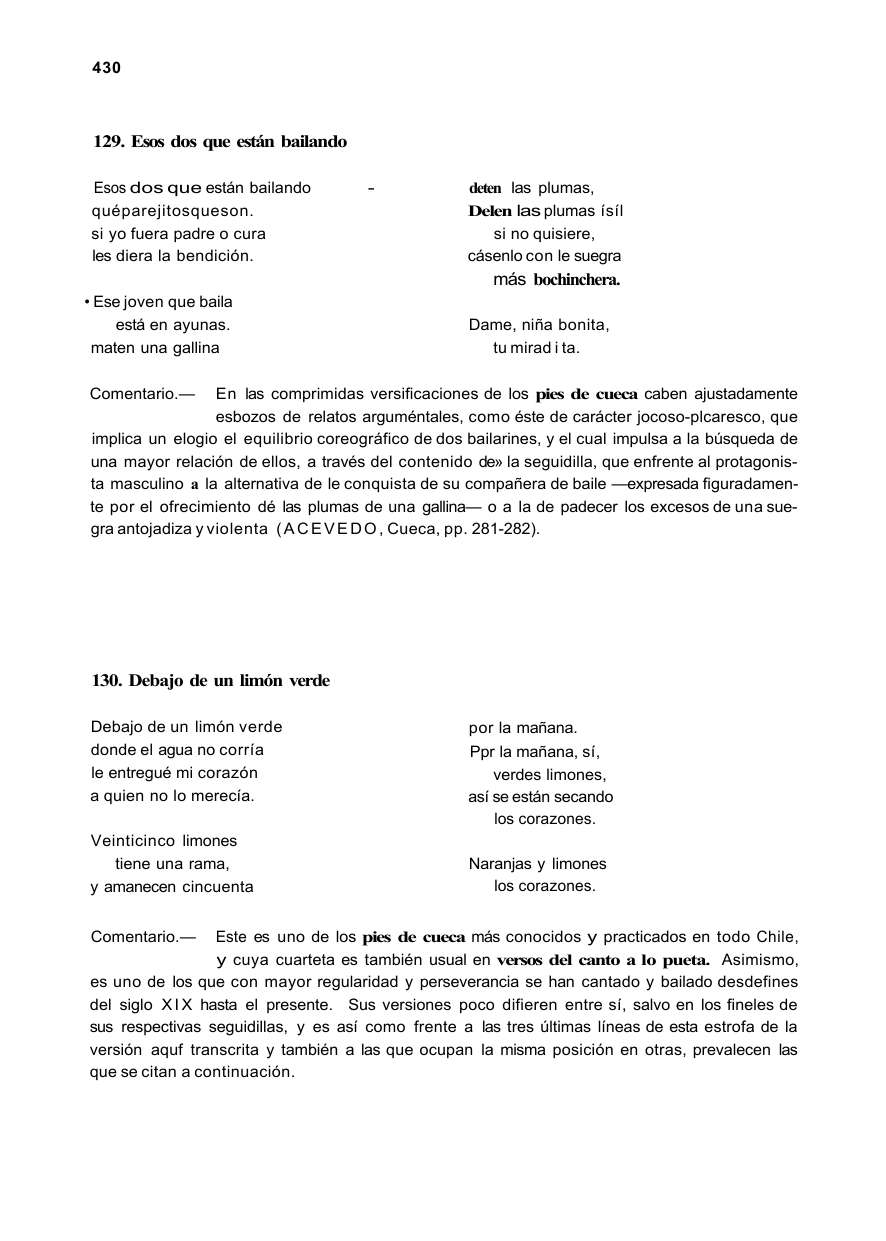 430
129. Esos dos que están bailando
Esos dos que están bailando -
quéparejitosqueson.
si yo fuera padre o cura
les diera la bendición.
• Ese joven que baila
está en ayunas.
maten una gallina
deten las plumas,
Delen las plumas ísíl
si no quisiere,
cásenlo con le suegra
más bochinchera.
Dame, niña bonita,
tu mirad i ta.
Comentario.— En las comprimidas versificaciones de los pies de cueca caben ajustadamente
esbozos de relatos arguméntales, como éste de carácter jocoso-plcaresco, que
implica un elogio el equilibrio coreográfico de dos bailarines, y el cual impulsa a la búsqueda de
una mayor relación de ellos, a través del contenido de» la seguidilla, que enfrente al protagonis-
ta masculino a la alternativa de le conquista de su compañera de baile —expresada figuradamen-
te por el ofrecimiento dé las plumas de una gallina— o a la de padecer los excesos de una sue-
gra antojadiza y violenta (ACEVEDO, Cueca, pp. 281-282).
130. Debajo de un limón verde
Debajo de un limón verde
donde el agua no corría
le entregué mi corazón
a quien no lo merecía.
Veinticinco limones
tiene una rama,
y amanecen cincuenta
por la mañana.
Ppr la mañana, sí,
verdes limones,
así se están secando
los corazones.
Naranjas y limones
los corazones.
Comentario.— Este es uno de los pies de cueca más conocidos y practicados en todo Chile,
y cuya cuarteta es también usual en versos del canto a lo pueta. Asimismo,
es uno de los que con mayor regularidad y perseverancia se han cantado y bailado desdefines
del siglo XIX hasta el presente. Sus versiones poco difieren entre sí, salvo en los fineles de
sus respectivas seguidillas, y es así como frente a las tres últimas líneas de esta estrofa de la
versión aquf transcrita y también a las que ocupan la misma posición en otras, prevalecen las
que se citan a continuación.